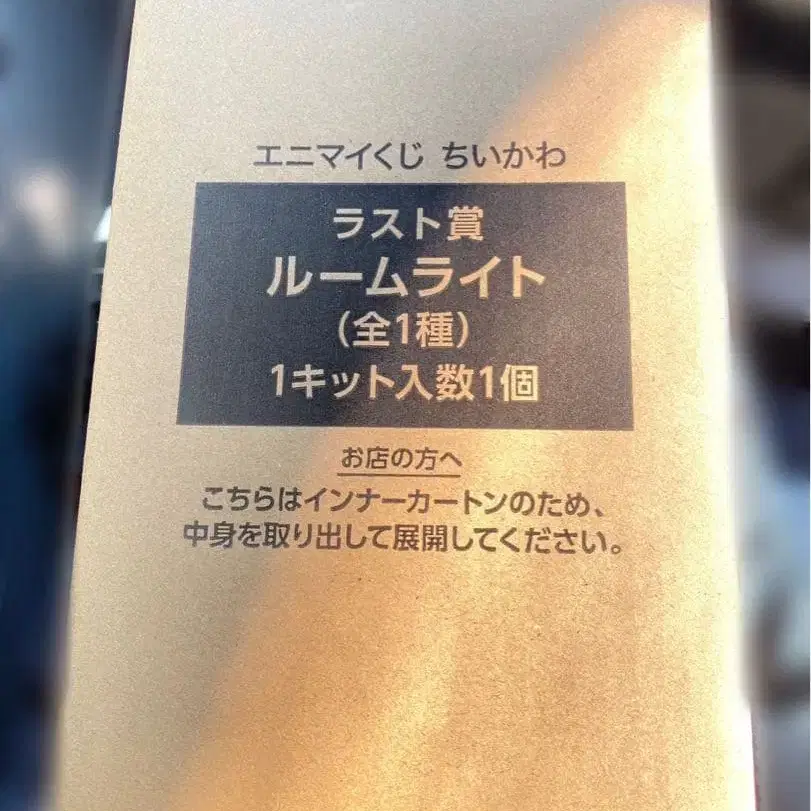 エニマイくじ ちいかわ
ラスト賞
ルームライト
(全1種)
1キット入数1個
お店の方へ
こちらはインナーカートンのため、
中身を取り出して展開してください。